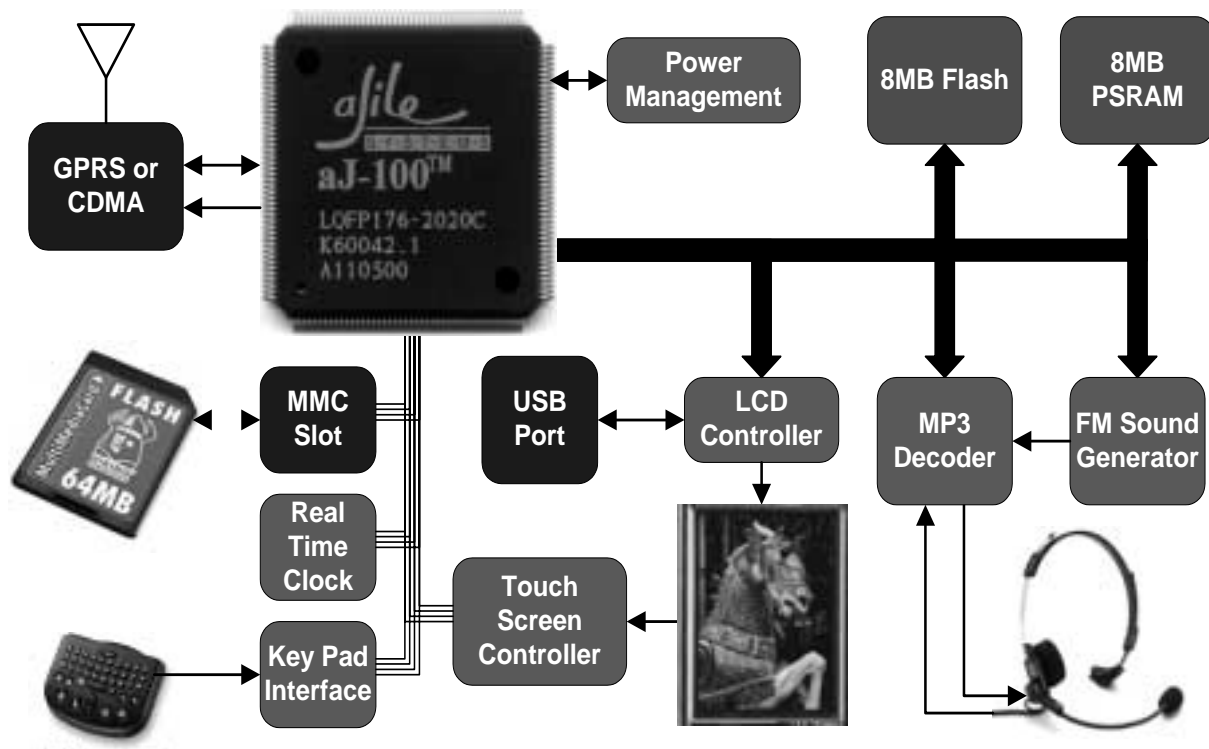 Power
Management
8MB Flash
8MB
PSRAM
GPRS or
CDMA
aJile
SYSTEMS
aJ-100™
LQFP176-2020C
K60042.1
A110500
MultiMediaCard
FLASH
64MB
MMC
Slot
USB
Port
LCD
Controller
MP3
Decoder
FM Sound
Generator
Real
Time
Clock
Touch
Screen
Controller
Key Pad
Interface